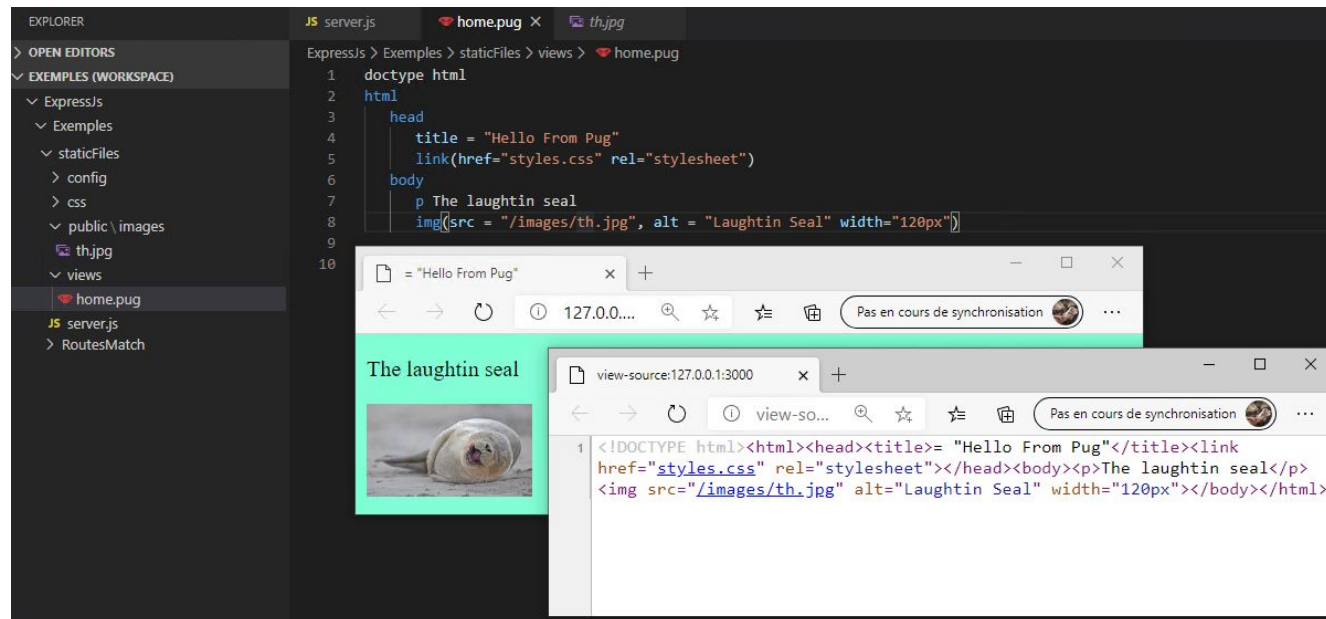 EXPLORER
JS server.js home.pug × th.jpg
> OPEN EDITORS
ExpressJs > Exemples > staticFiles > views > home.pug
EXEMPLES (WORKSPACE)
ExpressJs
Exemples
staticFiles
> config
> css
public \ images
th.jpg
views
home.pug
JS server.js
> RoutesMatch
1 doctype html
2 html
3 head
4 title = "Hello From Pug"
5 link(href="styles.css" rel="stylesheet")
6 body
7 p The laughtin seal
8 img(src = "/images/th.jpg", alt = "Laughtin Seal" width="120px")
9
10
= "Hello From Pug" × +
127.0.0.... Pas en cours de synchronisation ...
The laughtin seal
view-source:127.0.0.1:3000 × +
view-so... Pas en cours de synchronisation ...
1 <!DOCTYPE html><html><head><title>= "Hello From Pug"</title><link
href="styles.css" rel="stylesheet"></head><body><p>The laughtin seal</p>
<img src="/images/th.jpg" alt="Laughtin Seal" width="120px"></body></html>